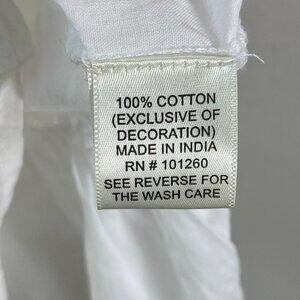 100% COTTON
(EXCLUSIVE OF
DECORATION)
MADE IN INDIA
RN # 101260
SEE REVERSE FOR
THE WASH CARE